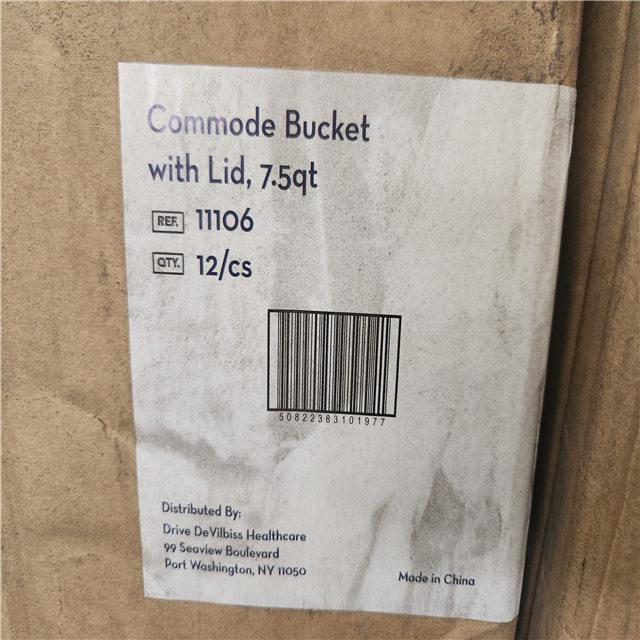 Commode Bucket
with Lid, 7.5qt
REF. 11106
QTY. 12/cs
50822383101977
Distributed By:
Drive DeVilbiss Healthcare
99 Seaview Boulevard
Port Washington, NY 11050
Made in China